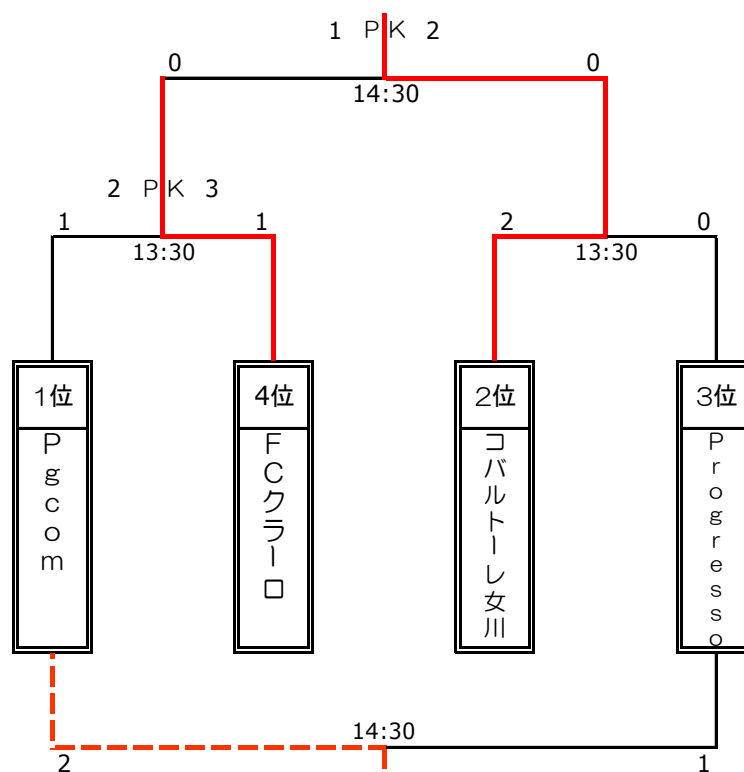 1 PK 2
0 0
14:30
2 PK 3
1 1 2 0
13:30 13:30
1位 4位 2位 3位
Pgcom
FCクラーロ
コバルトーレ女川
Progresso
14:30
2 1